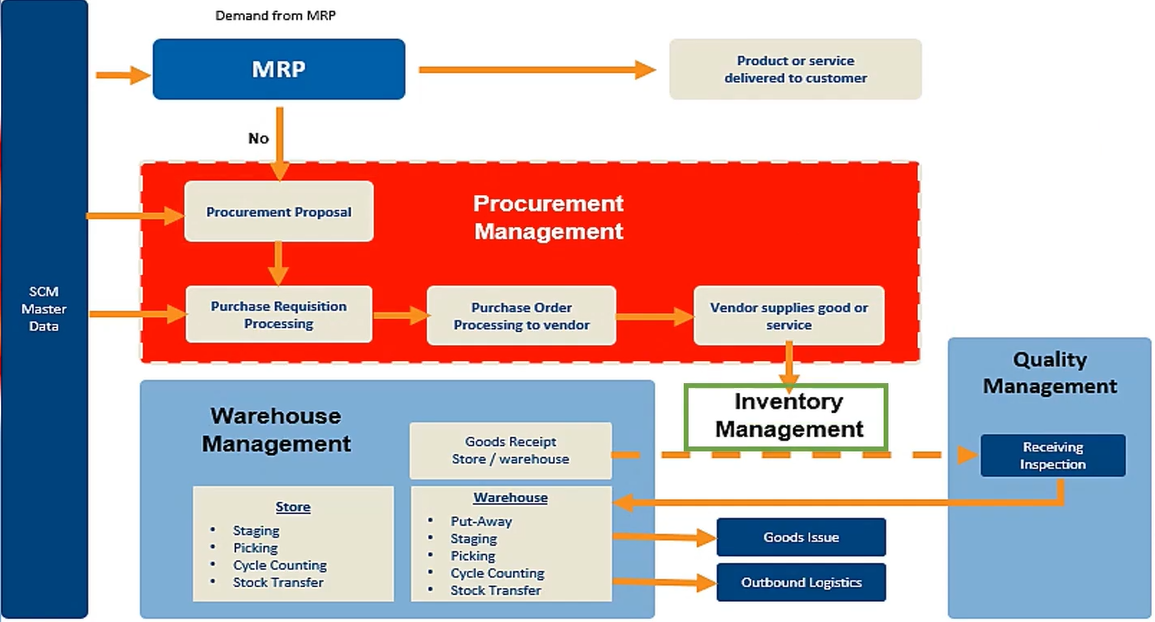 Demand from MRP
MRP
Product or service
delivered to customer
No
Procurement Proposal
Procurement
Management
SCM
Master
Data
Purchase Requisition
Processing
Purchase Order
Processing to vendor
Vendor supplies good or
service
Quality
Management
Inventory
Management
Warehouse
Management
Goods Receipt
Store / warehouse
Receiving
Inspection
Store
• Staging
• Picking
• Cycle Counting
• Stock Transfer
Warehouse
• Put-Away
• Staging
• Picking
• Cycle Counting
• Stock Transfer
Goods Issue
Outbound Logistics